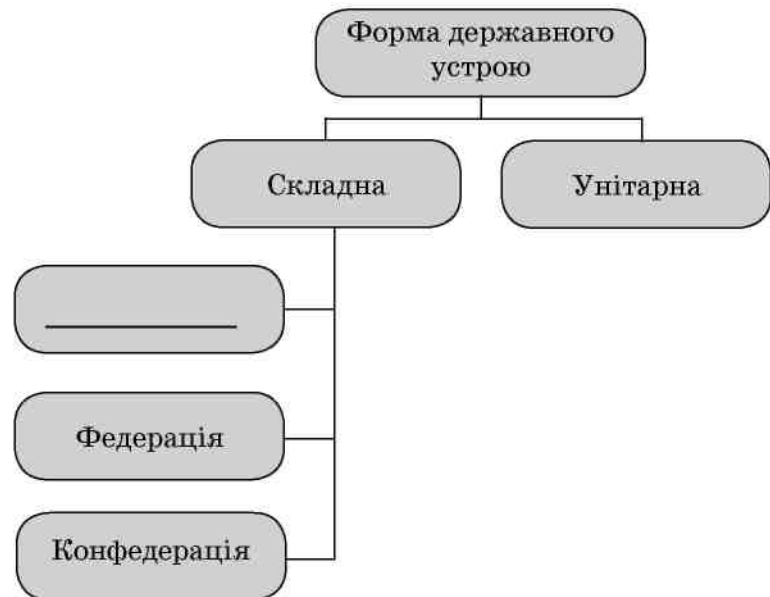 Форма державного
устрою
Складна
Унітарна
Федерація
Конфедерація